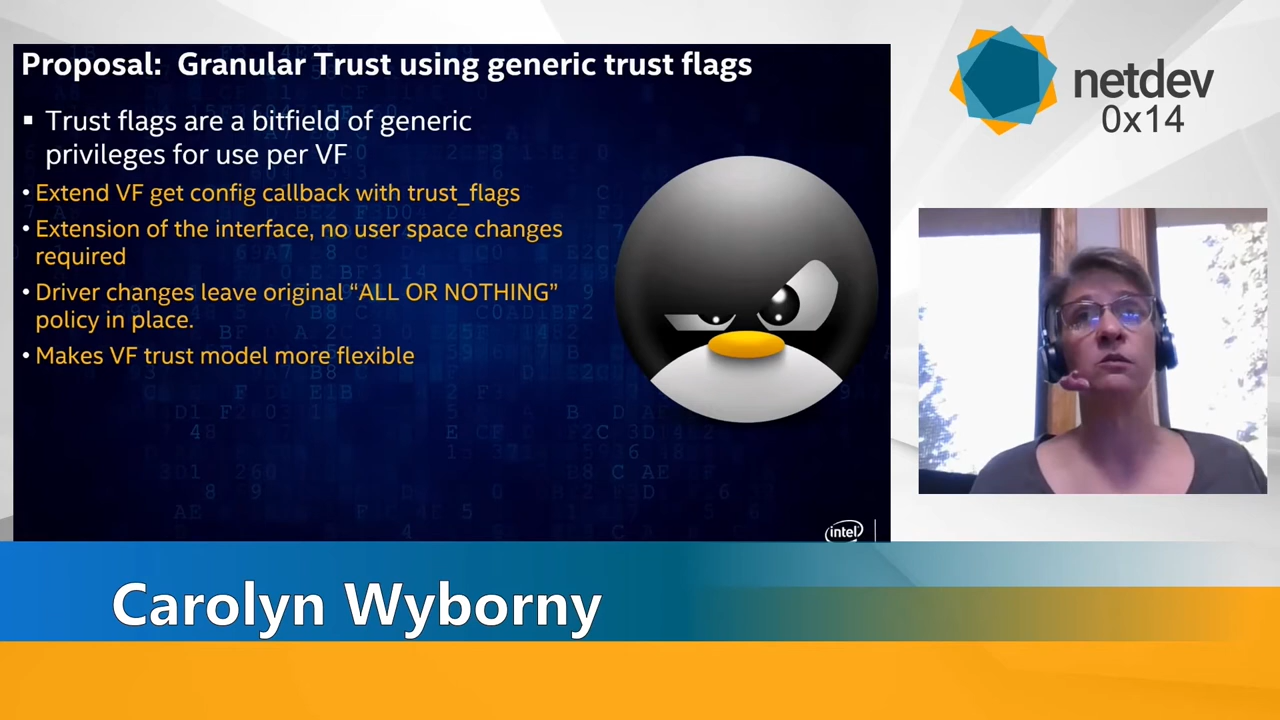 Proposal: Granular Trust using generic trust flags
▪ Trust flags are a bitfield of generic
privileges for use per VF
• Extend VF get config callback with trust_flags
• Extension of the interface, no user space changes
required
• Driver changes leave original “ALL OR NOTHING”
policy in place.
• Makes VF trust model more flexible
intel
netdev
0x14
Carolyn Wyborny